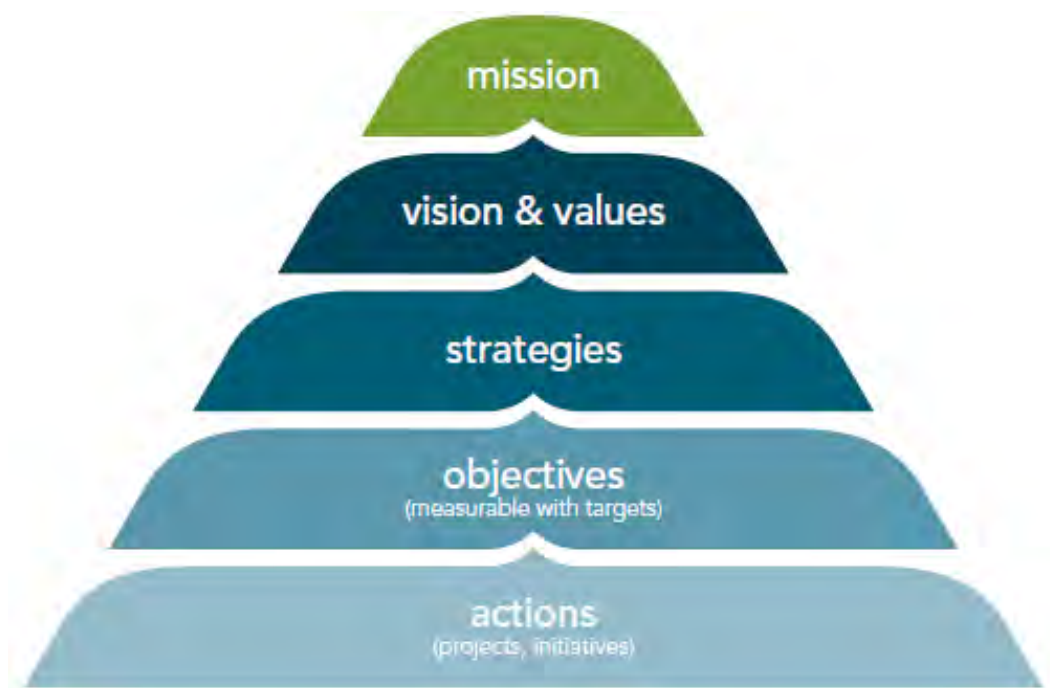 mission
vision & values
strategies
objectives
(measurable with targets)
actions
(projects, initiatives)